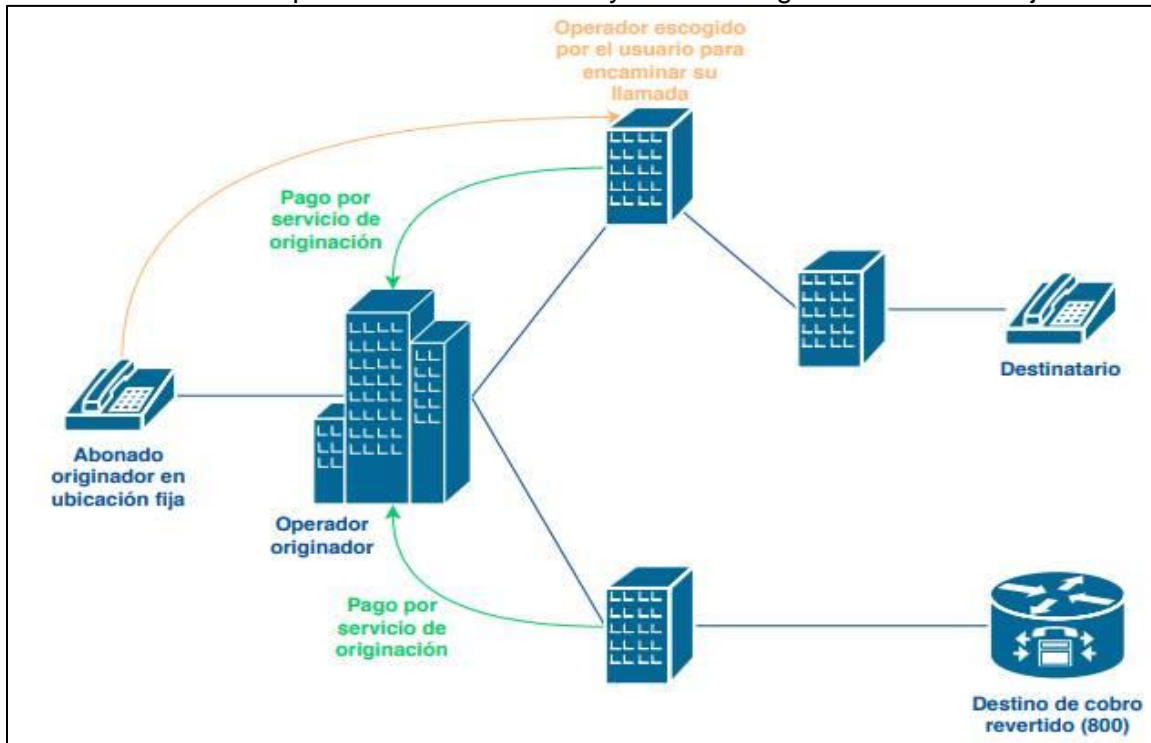 Operador escogido
por el usuario para
encaminar su
llamada
Pago por
servicio de
originación
Destinatario
Abonado
originador en
ubicación fija
Operador
originador
Pago por
servicio de
originación
Destino de cobro
revertido (800)